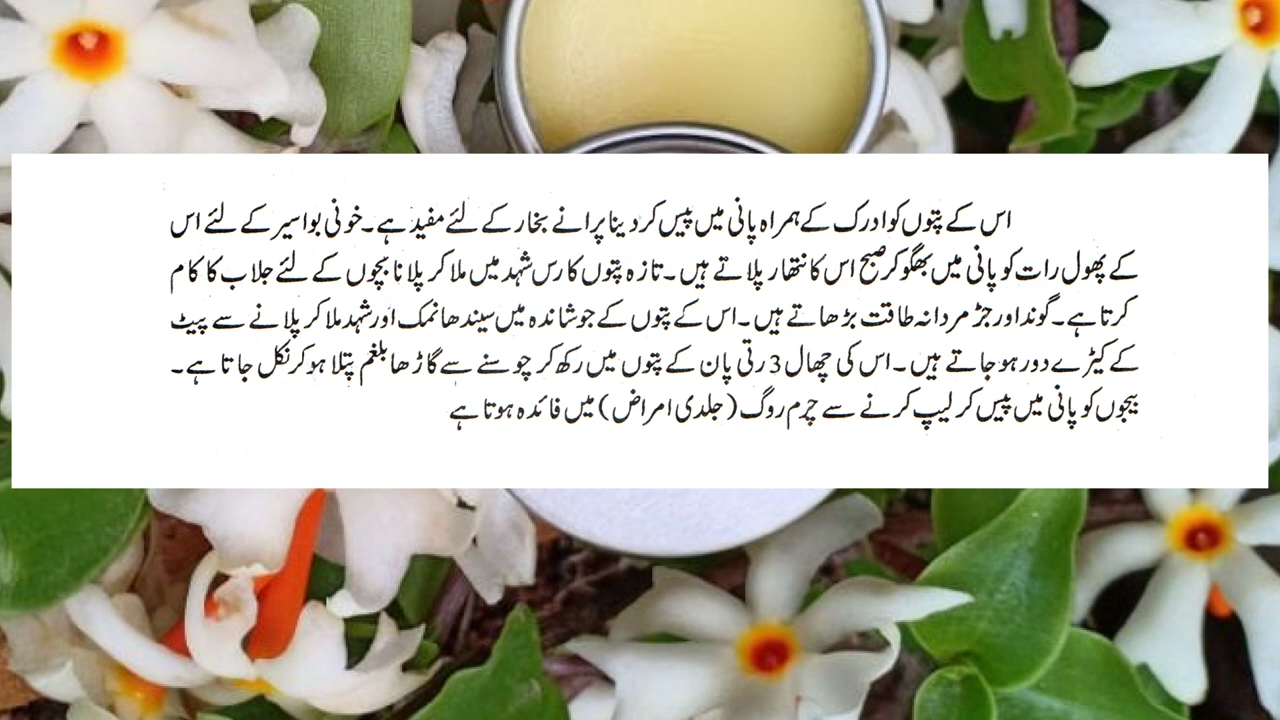 اس کے پتوں کو ادرک کے ہمراہ پانی میں پیس کر دینا پرانے بخار کے لئے مفید ہے۔ خونی بواسیر کے لئے اس
کے پھول رات کو پانی میں بھگو کر صبح اس کا نتھار پلاتے ہیں۔ تازہ پتوں کا رس شہد میں ملا کر پلانا بچوں کے لئے جلاب کا کام
کرتا ہے۔ گوند اور جڑ مردانہ طاقت بڑھاتے ہیں۔ اس کے پتوں کے جوشاندہ میں سیندھا نمک اور شہد ملا کر پلانے سے پیٹ
کے کیڑے دور ہو جاتے ہیں۔ اس کی چھال 3 رتی پان کے پتوں میں رکھ کر چوسنے سے گاڑھا بلغم پتلا ہو کر نکل جاتا ہے۔
بیجوں کو پانی میں پیس کر لیپ کرنے سے چرم روگ (جلدی امراض) میں فائدہ ہوتا ہے